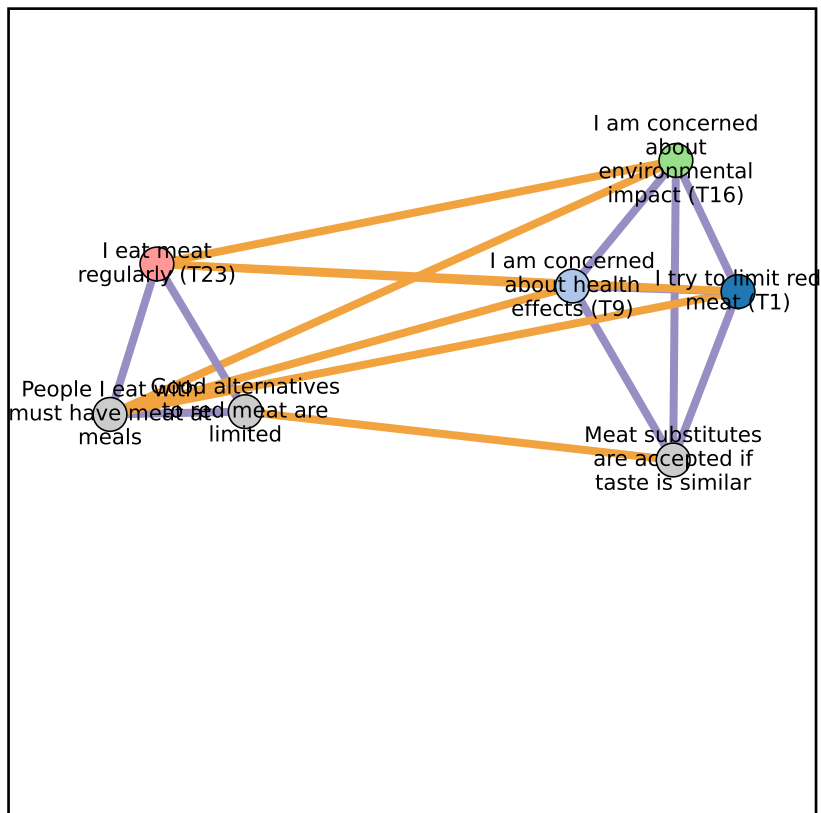 I am concerned
about
environmental
impact (T16)
I eat meat
regularly (T23)
I am concerned
about health
effects (T9)
I try to limit red
meat (T1)
People I eat with
must have meat at
meals
Good alternatives
to red meat are
limited
Meat substitutes
are accepted if
taste is similar